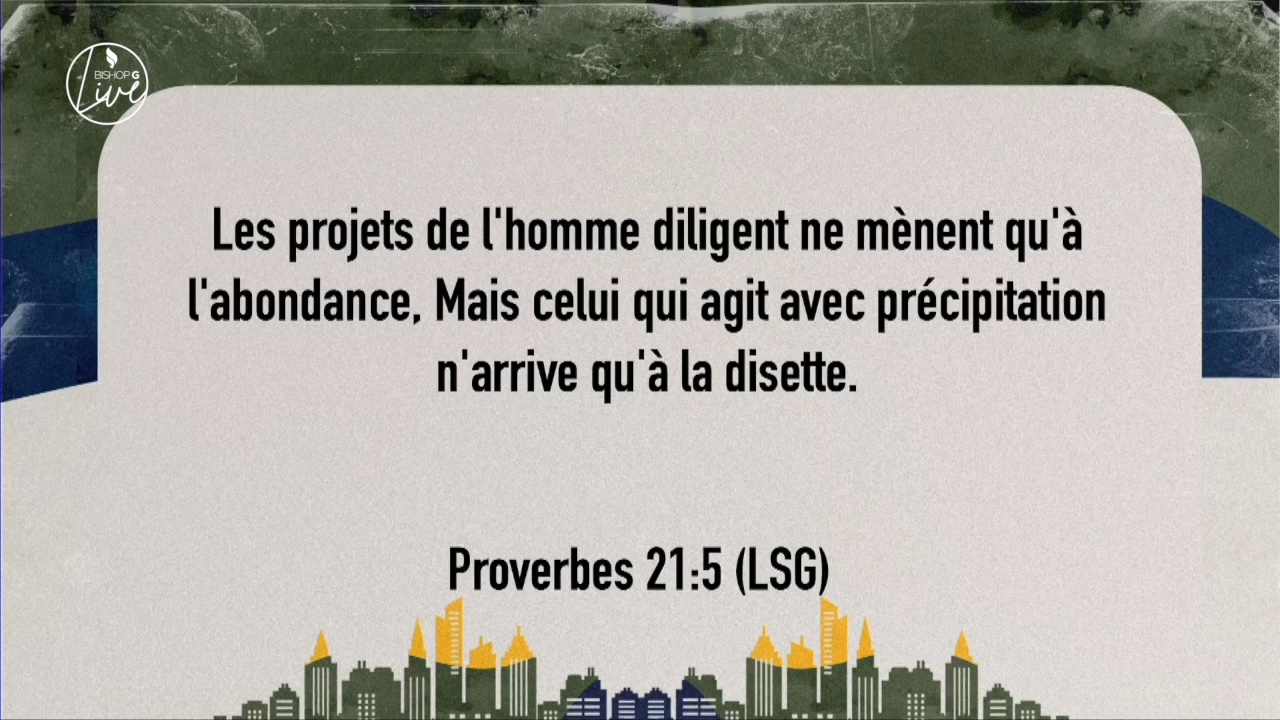 BISHOP G
Live
Les projets de l'homme diligent ne mènent qu'à
l'abondance, Mais celui qui agit avec précipitation
n'arrive qu'à la disette.
Proverbes 21:5 (LSG)